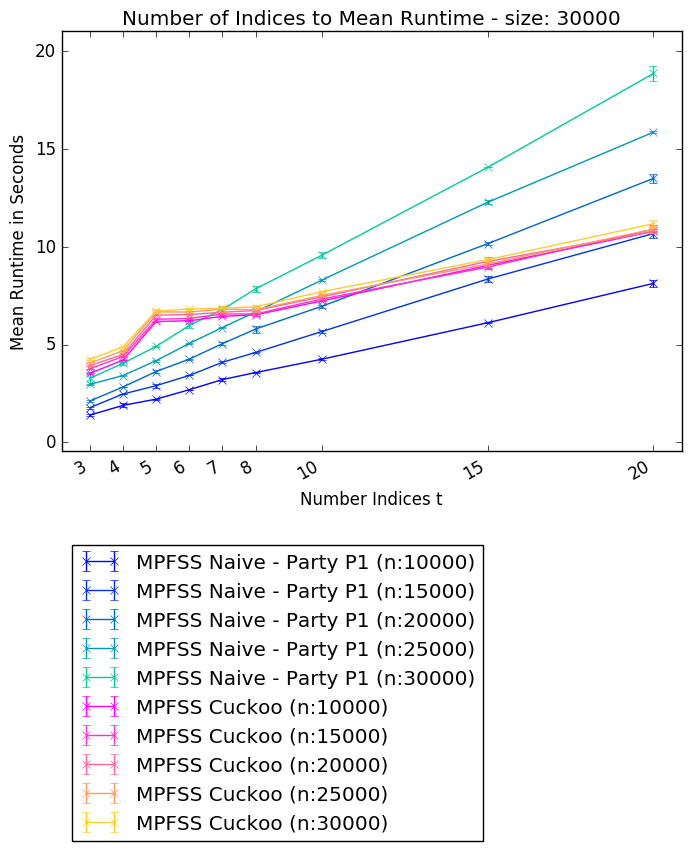 Number of Indices to Mean Runtime - size: 30000
20
15
10
5
0
Mean Runtime in Seconds
3 4 5 6 7 8 10 15 20
Number Indices t
MPFSS Naive - Party P1 (n:10000)
MPFSS Naive - Party P1 (n:15000)
MPFSS Naive - Party P1 (n:20000)
MPFSS Naive - Party P1 (n:25000)
MPFSS Naive - Party P1 (n:30000)
MPFSS Cuckoo (n:10000)
MPFSS Cuckoo (n:15000)
MPFSS Cuckoo (n:20000)
MPFSS Cuckoo (n:25000)
MPFSS Cuckoo (n:30000)